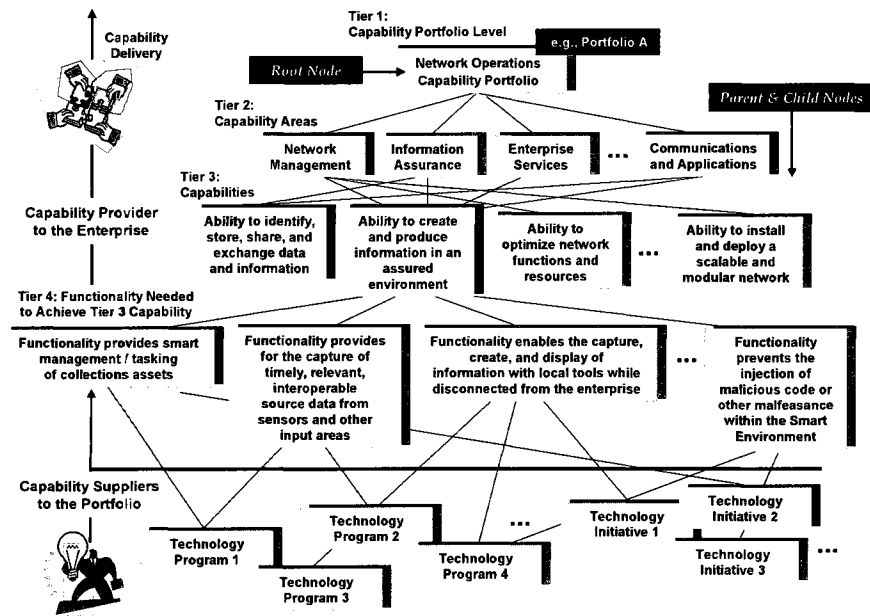 Tier 1:
Capability Portfolio Level
e.g., Portfolio A
Capability
Delivery
Root Node
Network Operations
Capability Portfolio
Parent & Child Nodes
Tier 2:
Capability Areas
Network
Management
Information
Assurance
Enterprise
Services
...
Communications
and Applications
Tier 3:
Capabilities
Capability Provider
to the Enterprise
Ability to identify,
store, share, and
exchange data
and information
Ability to create
and produce
information in an
assured
environment
Ability to
optimize network
functions and
resources
...
Ability to install
and deploy a
scalable and
modular network
Tier 4: Functionality Needed
to Achieve Tier 3 Capability
Functionality provides smart
management / tasking
of collections assets
Functionality provides
for the capture of
timely, relevant,
interoperable
source data from
sensors and other
input areas
Functionality enables the capture,
create, and display of
information with local tools while
disconnected from the enterprise
...
Functionality
prevents the
injection of
malicious code or
other malfeasance
within the Smart
Environment
Capability Suppliers
to the Portfolio
Technology
Program 1
Technology
Program 2
Technology
Program 3
Technology
Program 4
...
Technology
Initiative 1
Technology
Initiative 2
Technology
Initiative 3
...